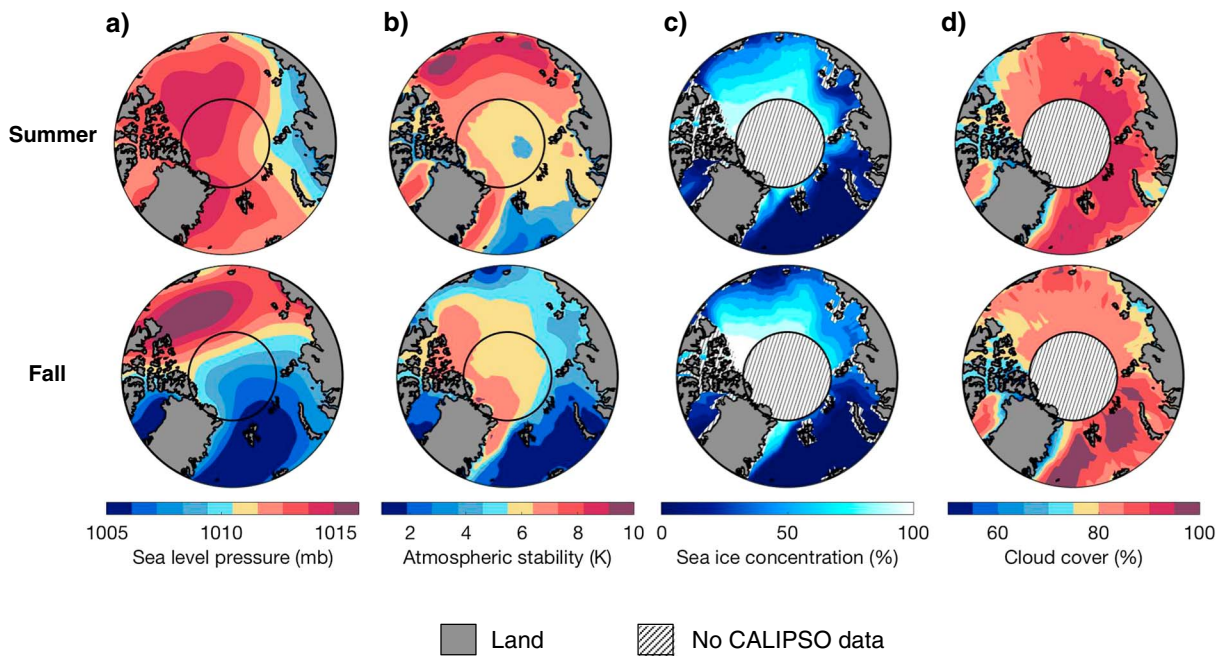 a)
b)
c)
d)
Summer
Fall
1005 1010 1015
2 4 6 8 10
0 50 100
60 80 100
Sea level pressure (mb)
Atmospheric stability (K)
Sea ice concentration (%)
Cloud cover (%)
Land
No CALIPSO data